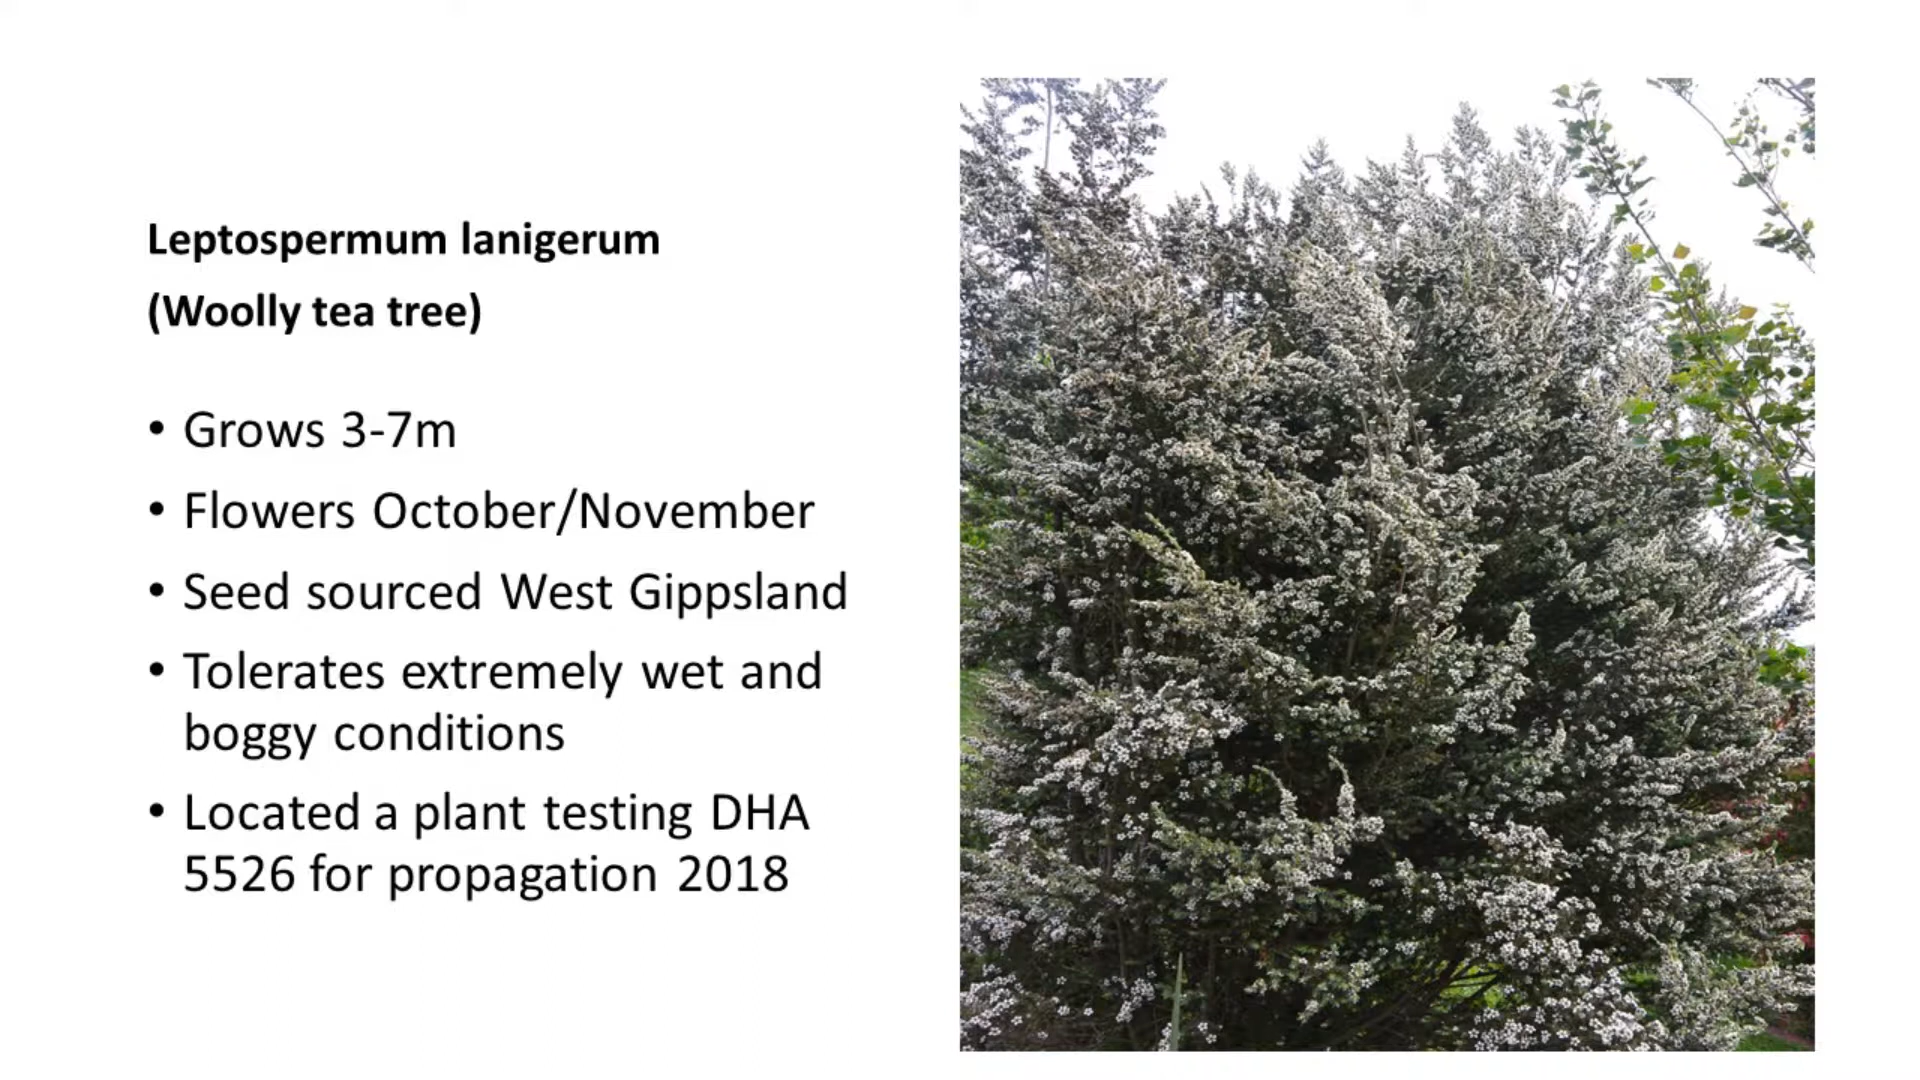 Leptospermum lanigerum
(Woolly tea tree)
• Grows 3-7m
• Flowers October/November
• Seed sourced West Gippsland
• Tolerates extremely wet and
boggy conditions
• Located a plant testing DHA
5526 for propagation 2018